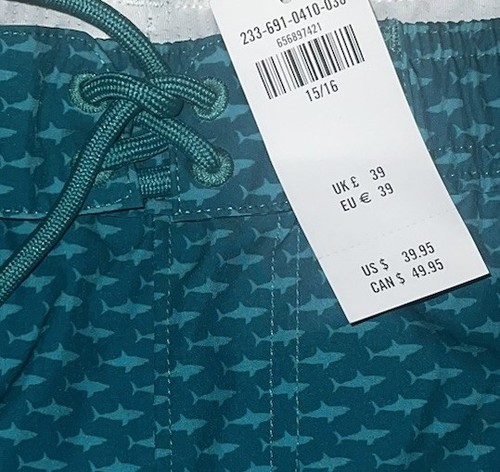 233-691-0410-030
656897421
15/16
UK £ 39
EU € 39
US $ 39.95
CAN $ 49.95